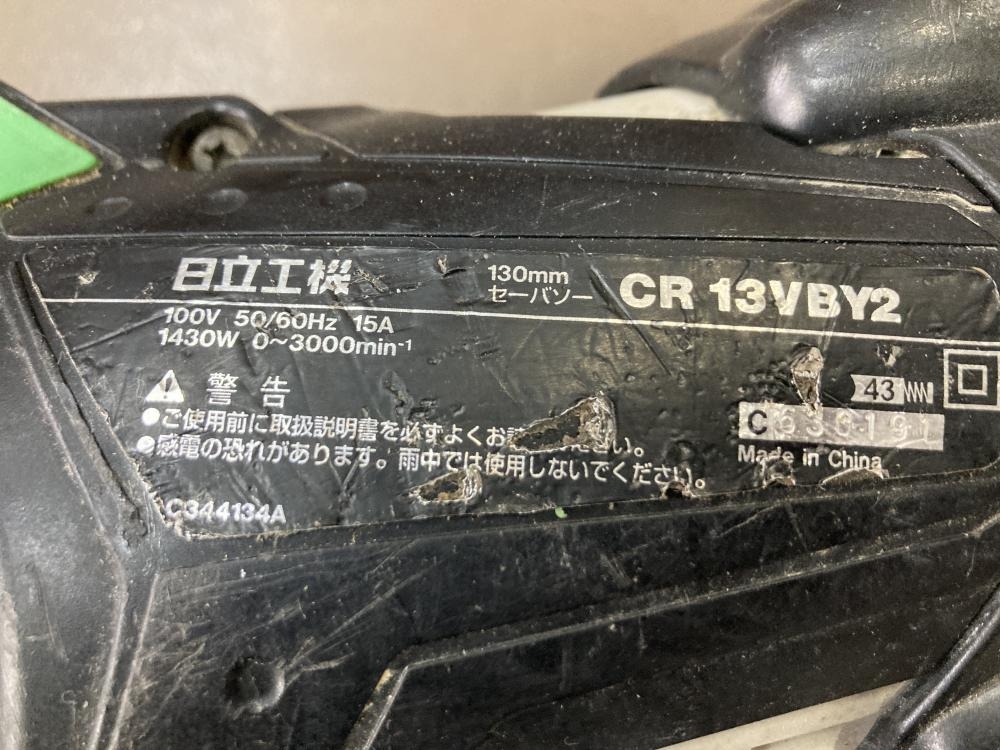 日立工機
130mm
セーバソー
CR 13VBY2
100V 50/60Hz 15A
1430W 0~3000min⁻¹
警告
●ご使用前に取扱説明書を必ずよくお い。
●感電の恐れがあります。雨中では使用しないでください。
43
C 630191
Made in China
C344134A